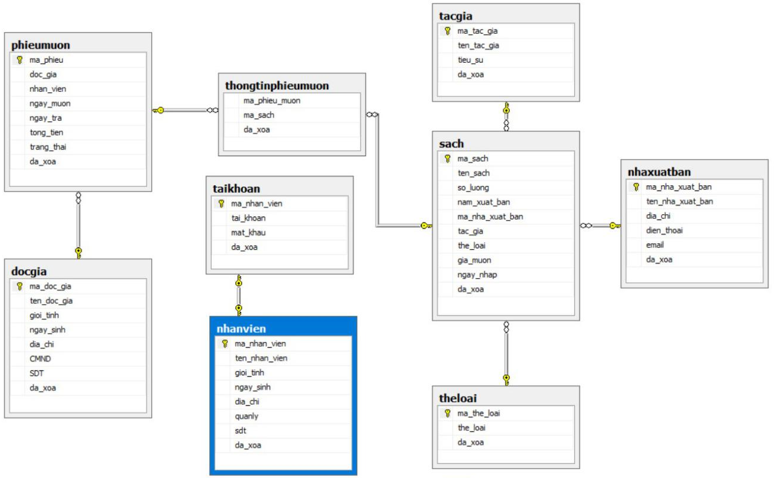 phieumuon
ma_phieu
doc_gia
nhan_vien
ngay_muon
ngay_tra
tong_tien
trang_thai
da_xoa
thongtinphieumuon
ma_phieu_muon
ma_sach
da_xoa
tacgia
ma_tac_gia
ten_tac_gia
tieu_su
da_xoa
sach
ma_sach
ten_sach
so_luong
nam_xuat_ban
ma_nha_xuat_ban
tac_gia
the_loai
gia_muon
ngay_nhap
da_xoa
nhaxuatban
ma_nha_xuat_ban
ten_nha_xuat_ban
dia_chi
dien_thoai
email
da_xoa
taikhoan
ma_nhan_vien
tai_khoan
mat_khau
da_xoa
docgia
ma_doc_gia
ten_doc_gia
gioi_tinh
ngay_sinh
dia_chi
CMND
SDT
da_xoa
nhanvien
ma_nhan_vien
ten_nhan_vien
gioi_tinh
ngay_sinh
dia_chi
quanly
sdt
da_xoa
theloai
ma_the_loai
the_loai
da_xoa